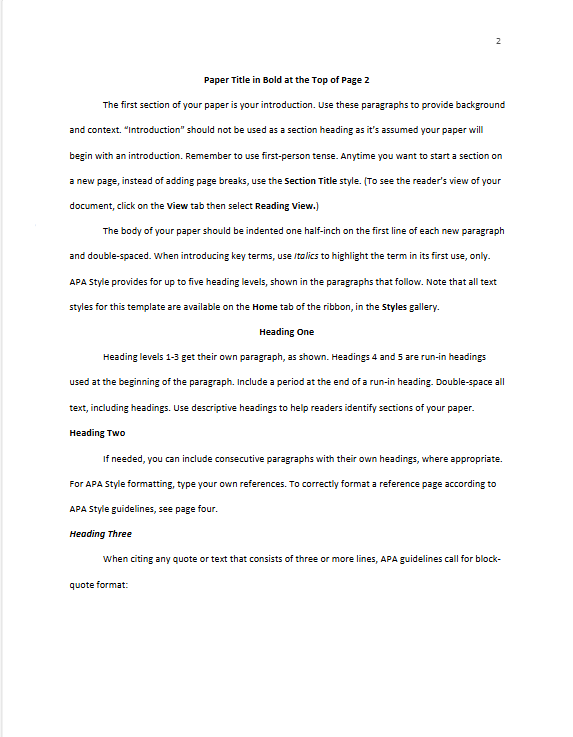 2
Paper Title in Bold at the Top of Page 2
The first section of your paper is your introduction. Use these paragraphs to provide background
and context. “Introduction” should not be used as a section heading as it’s assumed your paper will
begin with an introduction. Remember to use first-person tense. Anytime you want to start a section on
a new page, instead of adding page breaks, use the Section Title style. (To see the reader’s view of your
document, click on the View tab then select Reading View.)
The body of your paper should be indented one half-inch on the first line of each new paragraph
and double-spaced. When introducing key terms, use Italics to highlight the term in its first use, only.
APA Style provides for up to five heading levels, shown in the paragraphs that follow. Note that all text
styles for this template are available on the Home tab of the ribbon, in the Styles gallery.
Heading One
Heading levels 1-3 get their own paragraph, as shown. Headings 4 and 5 are run-in headings
used at the beginning of the paragraph. Include a period at the end of a run-in heading. Double-space all
text, including headings. Use descriptive headings to help readers identify sections of your paper.
Heading Two
If needed, you can include consecutive paragraphs with their own headings, where appropriate.
For APA Style formatting, type your own references. To correctly format a reference page according to
APA Style guidelines, see page four.
Heading Three
When citing any quote or text that consists of three or more lines, APA guidelines call for block-
quote format: